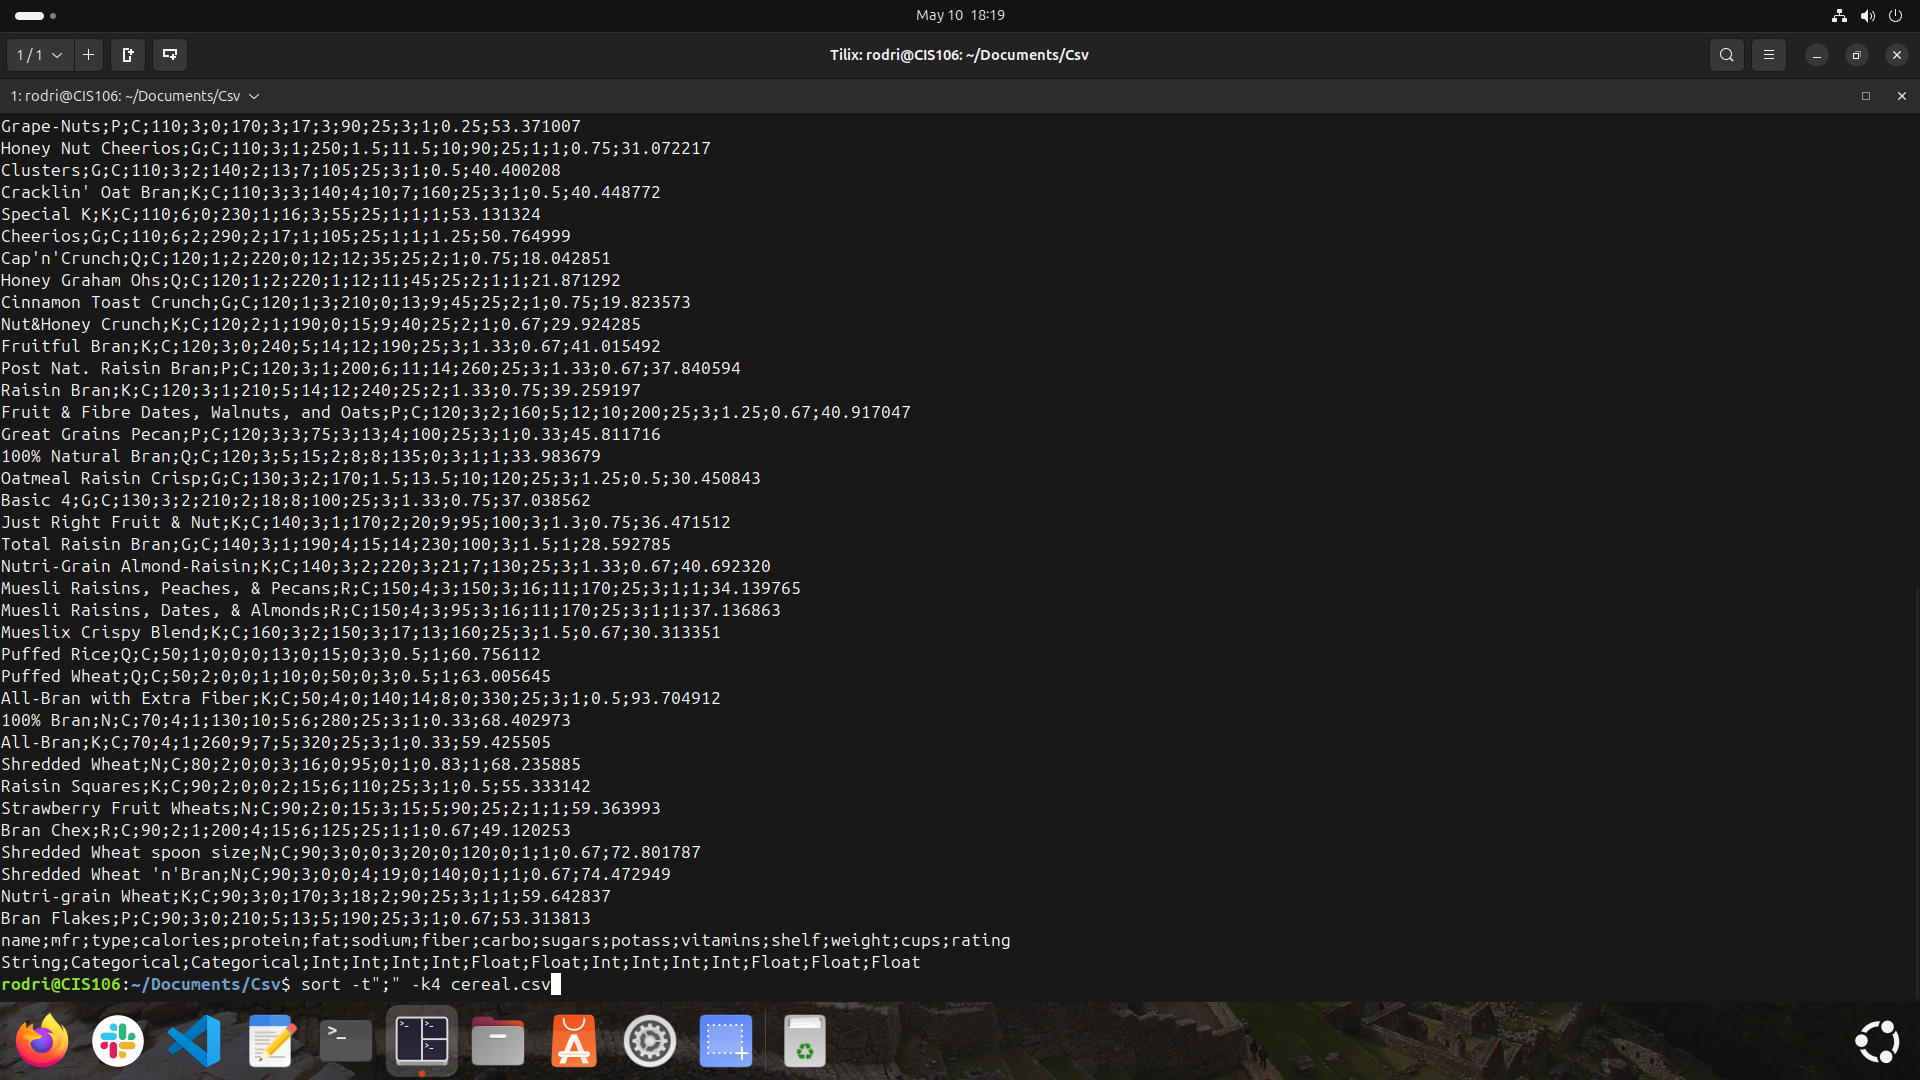 May 10 18:19
1 / 1
Tilix: rodri@CIS106: ~/Documents/Csv
1: rodri@CIS106: ~/Documents/Csv
Grape-Nuts;P;C;110;3;0;170;3;17;3;90;25;3;1;0.25;53.371007
Honey Nut Cheerios;G;C;110;3;1;250;1.5;11.5;10;90;25;1;1;0.75;31.072217
Clusters;G;C;110;3;2;140;2;13;7;105;25;3;1;0.5;40.400208
Cracklin' Oat Bran;K;C;110;3;3;140;4;10;7;160;25;3;1;0.5;40.448772
Special K;K;C;110;6;0;230;1;16;3;55;25;1;1;1;53.131324
Cheerios;G;C;110;6;2;290;2;17;1;105;25;1;1;1.25;50.764999
Cap'n'Crunch;Q;C;120;1;2;220;0;12;12;35;25;2;1;0.75;18.042851
Honey Graham Ohs;Q;C;120;1;2;220;1;12;11;45;25;2;1;1;21.871292
Cinnamon Toast Crunch;G;C;120;1;3;210;0;13;9;45;25;2;1;0.75;19.823573
Nut&Honey Crunch;K;C;120;2;1;190;0;15;9;40;25;2;1;0.67;29.924285
Fruitful Bran;K;C;120;3;0;240;5;14;12;190;25;3;1.33;0.67;41.015492
Post Nat. Raisin Bran;P;C;120;3;1;200;6;11;14;260;25;3;1.33;0.67;37.840594
Raisin Bran;K;C;120;3;1;210;5;14;12;240;25;2;1.33;0.75;39.259197
Fruit & Fibre Dates, Walnuts, and Oats;P;C;120;3;2;160;5;12;10;200;25;3;1.25;0.67;40.917047
Great Grains Pecan;P;C;120;3;3;75;3;13;4;100;25;3;1;0.33;45.811716
100% Natural Bran;Q;C;120;3;5;15;2;8;8;135;0;3;1;1;33.983679
Oatmeal Raisin Crisp;G;C;130;3;2;170;1.5;13.5;10;120;25;3;1.25;0.5;30.450843
Basic 4;G;C;130;3;2;210;2;18;8;100;25;3;1.33;0.75;37.038562
Just Right Fruit & Nut;K;C;140;3;1;170;2;20;9;95;100;3;1.3;0.75;36.471512
Total Raisin Bran;G;C;140;3;1;190;4;15;14;230;100;3;1.5;1;28.592785
Nutri-Grain Almond-Raisin;K;C;140;3;2;220;3;21;7;130;25;3;1.33;0.67;40.692320
Muesli Raisins, Peaches, & Pecans;R;C;150;4;3;150;3;16;11;170;25;3;1;1;34.139765
Muesli Raisins, Dates, & Almonds;R;C;150;4;3;95;3;16;11;170;25;3;1;1;37.136863
Mueslix Crispy Blend;K;C;160;3;2;150;3;17;13;160;25;3;1.5;0.67;30.313351
Puffed Rice;Q;C;50;1;0;0;0;13;0;15;0;3;0.5;1;60.756112
Puffed Wheat;Q;C;50;2;0;0;1;10;0;50;0;3;0.5;1;63.005645
All-Bran with Extra Fiber;K;C;50;4;0;140;14;8;0;330;25;3;1;0.5;93.704912
100% Bran;N;C;70;4;1;130;10;5;6;280;25;3;1;0.33;68.402973
All-Bran;K;C;70;4;1;260;9;7;5;320;25;3;1;0.33;59.425505
Shredded Wheat;N;C;80;2;0;0;3;16;0;95;0;1;0.83;1;68.235885
Raisin Squares;K;C;90;2;0;0;2;15;6;110;25;3;1;0.5;55.333142
Strawberry Fruit Wheats;N;C;90;2;0;15;3;15;5;90;25;2;1;1;59.363993
Bran Chex;R;C;90;2;1;200;4;15;6;125;25;1;1;0.67;49.120253
Shredded Wheat spoon size;N;C;90;3;0;0;3;20;0;120;0;1;1;0.67;72.801787
Shredded Wheat 'n'Bran;N;C;90;3;0;0;4;19;0;140;0;1;1;0.67;74.472949
Nutri-grain Wheat;K;C;90;3;0;170;3;18;2;90;25;3;1;1;59.642837
Bran Flakes;P;C;90;3;0;210;5;13;5;190;25;3;1;0.67;53.313813
name;mfr;type;calories;protein;fat;sodium;fiber;carbo;sugars;potass;vitamins;shelf;weight;cups;rating
String;Categorical;Categorical;Int;Int;Int;Int;Float;Float;Int;Int;Int;Int;Float;Float;Float
rodri@CIS106:~/Documents/Csv$ sort -t";" -k4 cereal.csv